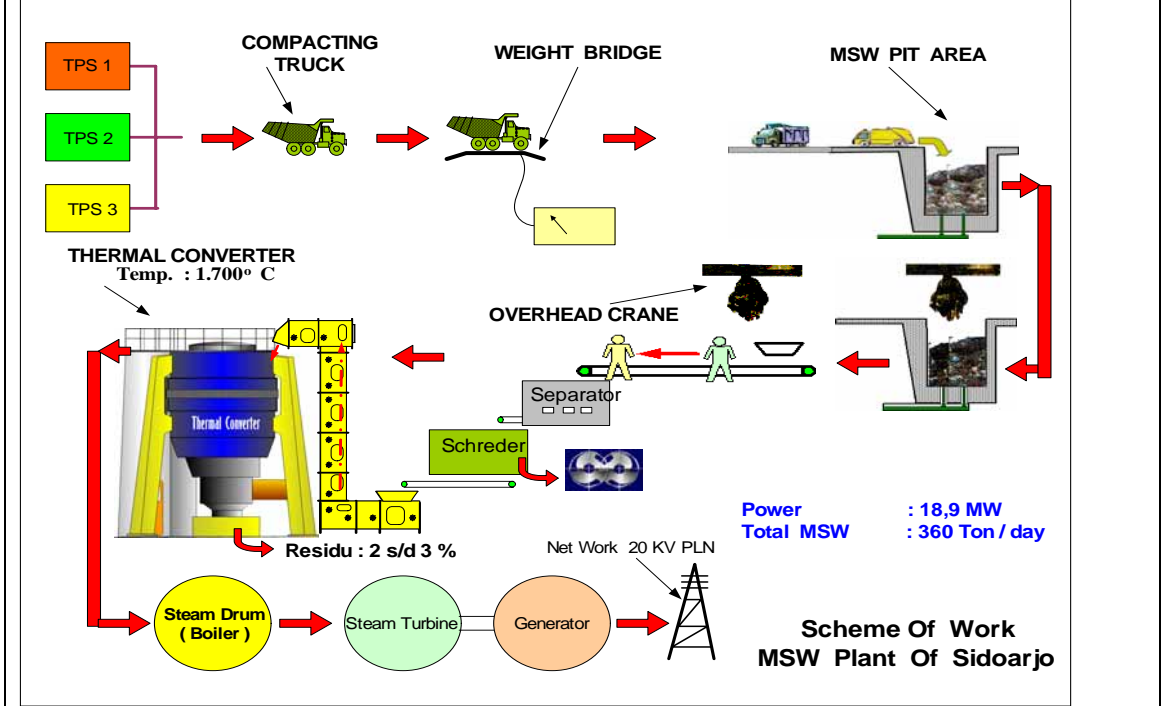 TPS 1
TPS 2
TPS 3
COMPACTING
TRUCK
WEIGHT BRIDGE
MSW PIT AREA
THERMAL CONVERTER
Temp. : 1.700º C
OVERHEAD CRANE
Separator
Schreder
Thermal Converter
Residu : 2 s/d 3 %
Power : 18,9 MW
Total MSW : 360 Ton / day
Net Work 20 KV PLN
Steam Drum
( Boiler )
Steam Turbine
Generator
Scheme Of Work
MSW Plant Of Sidoarjo